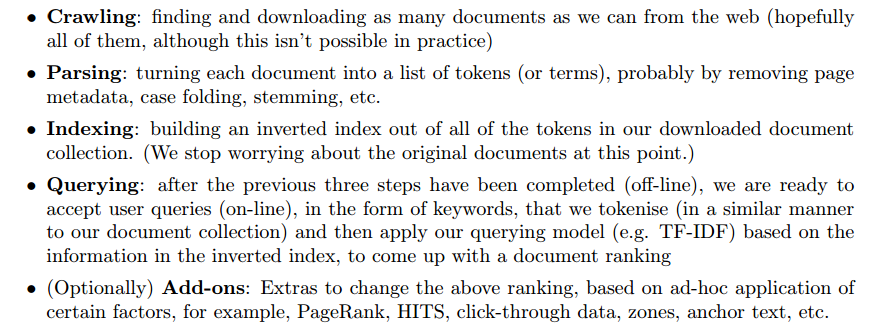 • Crawling: finding and downloading as many documents as we can from the web (hopefully
all of them, although this isn't possible in practice)
• Parsing: turning each document into a list of tokens (or terms), probably by removing page
metadata, case folding, stemming, etc.
• Indexing: building an inverted index out of all of the tokens in our downloaded document
collection. (We stop worrying about the original documents at this point.)
• Querying: after the previous three steps have been completed (off-line), we are ready to
accept user queries (on-line), in the form of keywords, that we tokenise (in a similar manner
to our document collection) and then apply our querying model (e.g. TF-IDF) based on the
information in the inverted index, to come up with a document ranking
• (Optionally) Add-ons: Extras to change the above ranking, based on ad-hoc application of
certain factors, for example, PageRank, HITS, click-through data, zones, anchor text, etc.